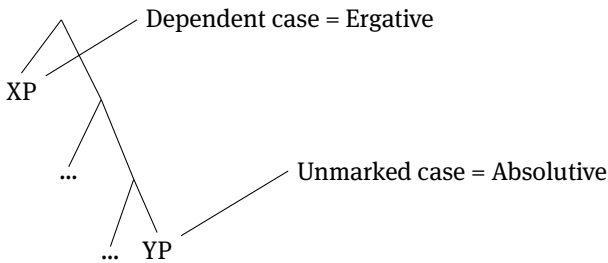 Dependent case = Ergative
XP
...
Unmarked case = Absolutive
... YP